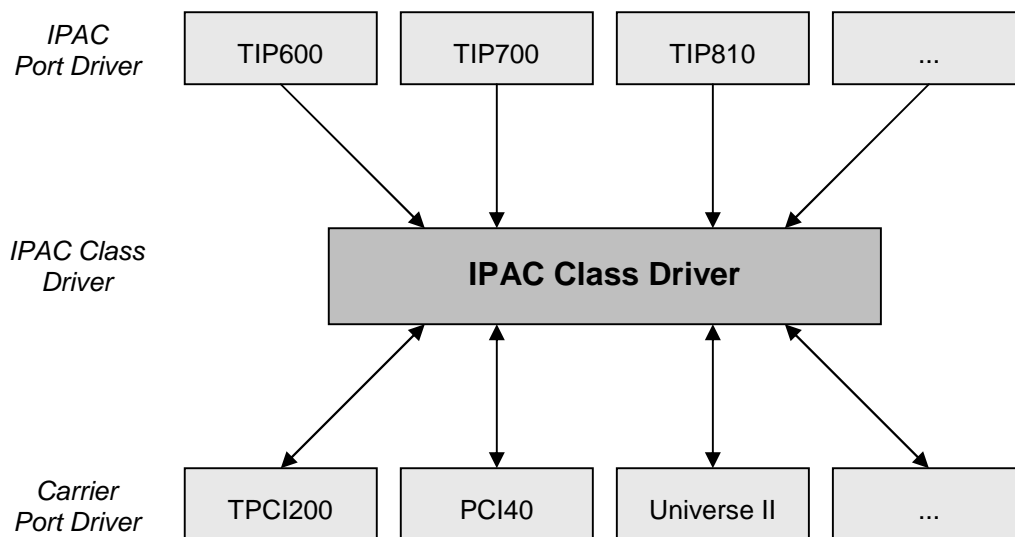 IPAC
Port Driver
TIP600
TIP700
TIP810
...
IPAC Class
Driver
IPAC Class Driver
Carrier
Port Driver
TPCI200
PCI40
Universe II
...